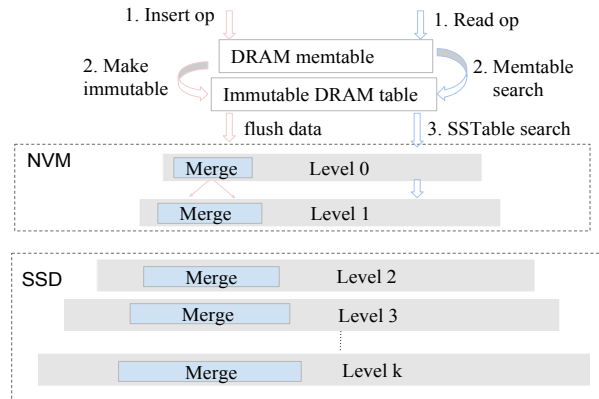 1. Insert op
1. Read op
DRAM memtable
2. Make
immutable
2. Memtable
search
Immutable DRAM table
flush data
3. SSTable search
NVM
Merge
Level 0
Merge
Level 1
SSD
Merge
Level 2
Merge
Level 3
Merge
Level k